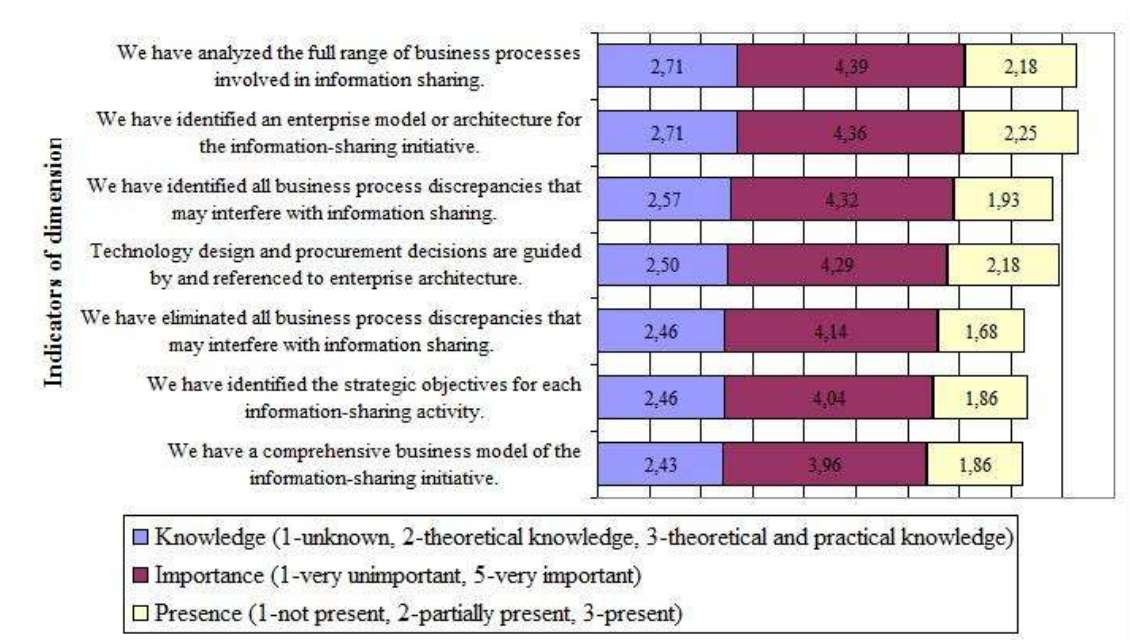 Indicators of dimension
We have analyzed the full range of business processes
involved in information sharing.
2,71 4,39 2,18
We have identified an enterprise model or architecture for
the information-sharing initiative.
2,71 4,36 2,25
We have identified all business process discrepancies that
may interfere with information sharing.
2,57 4,32 1,93
Technology design and procurement decisions are guided
by and referenced to enterprise architecture.
2,50 4,29 2,18
We have eliminated all business process discrepancies that
may interfere with information sharing.
2,46 4,14 1,68
We have identified the strategic objectives for each
information-sharing activity.
2,46 4,04 1,86
We have a comprehensive business model of the
information-sharing initiative.
2,43 3,96 1,86
Knowledge (1-unknown, 2-theoretical knowledge, 3-theoretical and practical knowledge)
Importance (1-very unimportant, 5-very important)
Presence (1-not present, 2-partially present, 3-present)